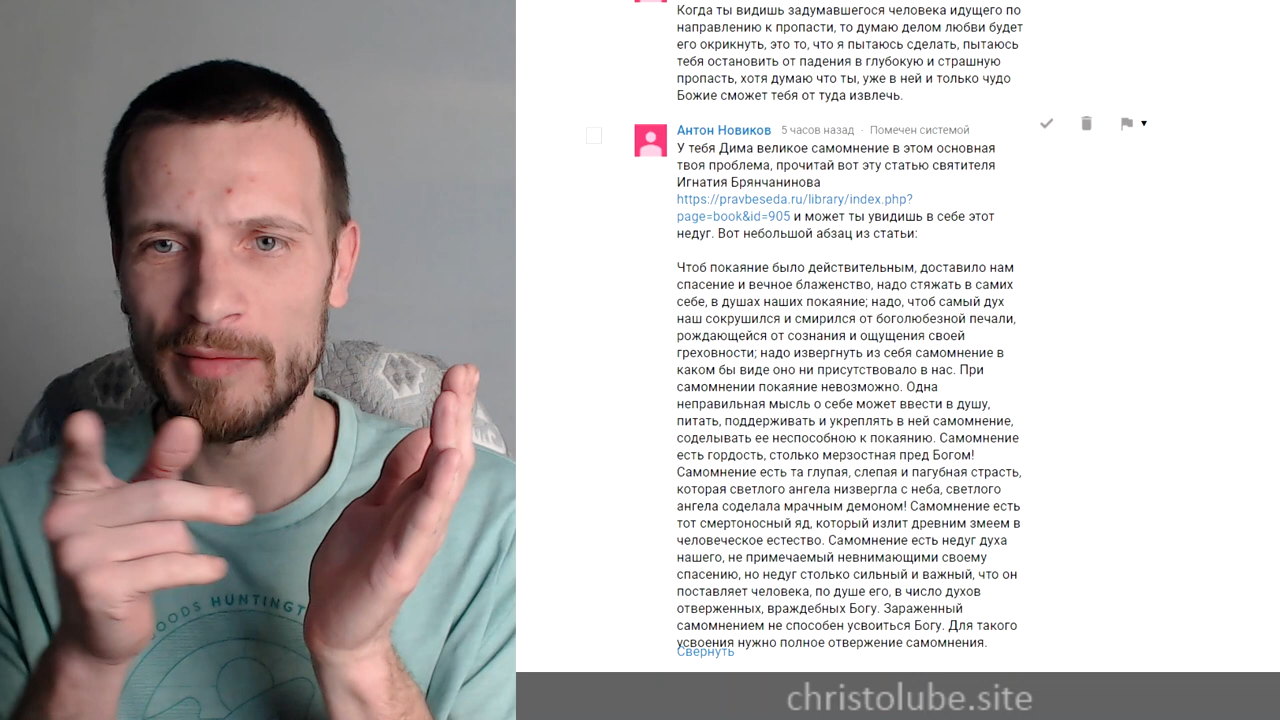 Когда ты видишь задумавшегося человека идущего по
направлению к пропасти, то думаю делом любви будет
его окрикнуть, это то, что я пытаюсь сделать, пытаюсь
тебя остановить от падения в глубокую и страшную
пропасть, хотя думаю что ты, уже в ней и только чудо
Божие сможет тебя от туда извлечь.
Антон Новиков 5 часов назад · Помечен системой
У тебя Дима великое самомнение в этом основная
твоя проблема, прочитай вот эту статью святителя
Игнатия Брянчанинова
https://pravbeseda.ru/library/index.php?
page=book&id=905 и может ты увидишь в себе этот
недуг. Вот небольшой абзац из статьи:
Чтоб покаяние было действительным, доставило нам
спасение и вечное блаженство, надо стяжать в самих
себе, в душах наших покаяние; надо, чтоб самый дух
наш сокрушился и смирился от боголюбезной печали,
рождающейся от сознания и ощущения своей
греховности; надо извергнуть из себя самомнение в
каком бы виде оно ни присутствовало в нас. При
самомнении покаяние невозможно. Одна
неправильная мысль о себе может ввести в душу,
питать, поддерживать и укреплять в ней самомнение,
соделывать ее неспособною к покаянию. Самомнение
есть гордость, столько мерзостная пред Богом!
Самомнение есть та глупая, слепая и пагубная страсть,
которая светлого ангела низвергла с неба, светлого
ангела соделала мрачным демоном! Самомнение есть
тот смертоносный яд, который излит древним змеем в
человеческое естество. Самомнение есть недуг духа
нашего, не примечаемый невнимающими своему
спасению, но недуг столько сильный и важный, что он
поставляет человека, по душе его, в число духов
отверженных, враждебных Богу. Зараженный
самомнением не способен усвоиться Богу. Для такого
усвоения нужно полное отвержение самомнения.
Свернуть
OODS HUNTINGT
christolube.site